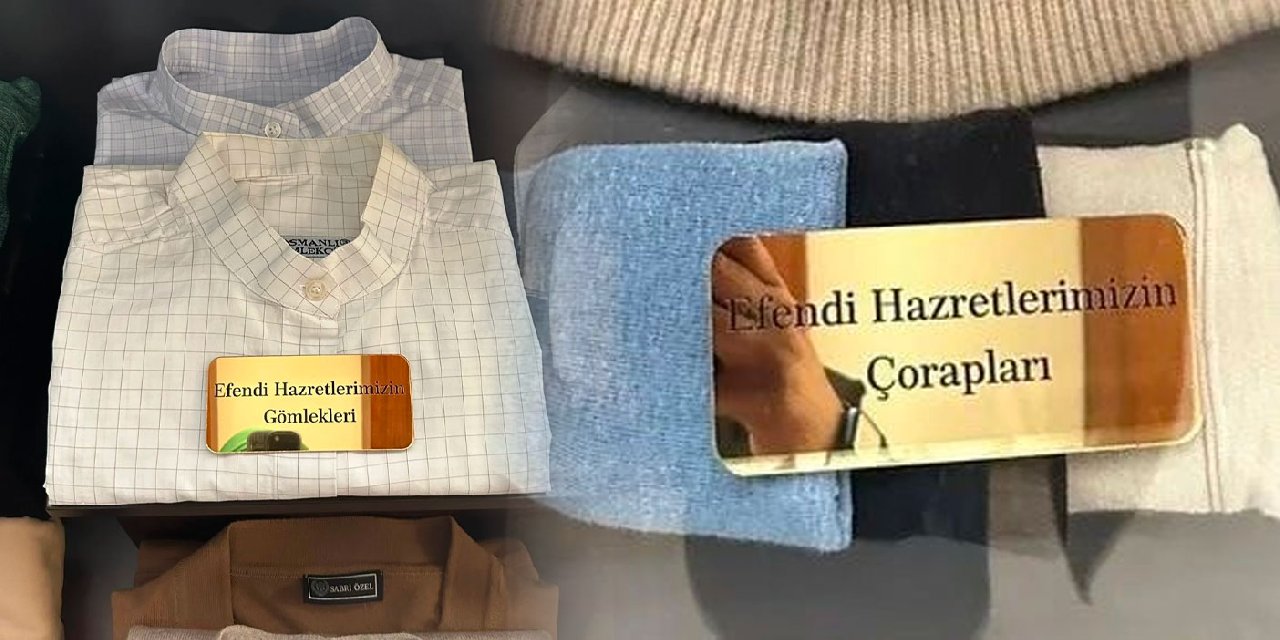 Efendi Hazretlerimizin
Gömlekleri
SABRİ ÖZEL
Efendi Hazretlerimizin
Çorapları